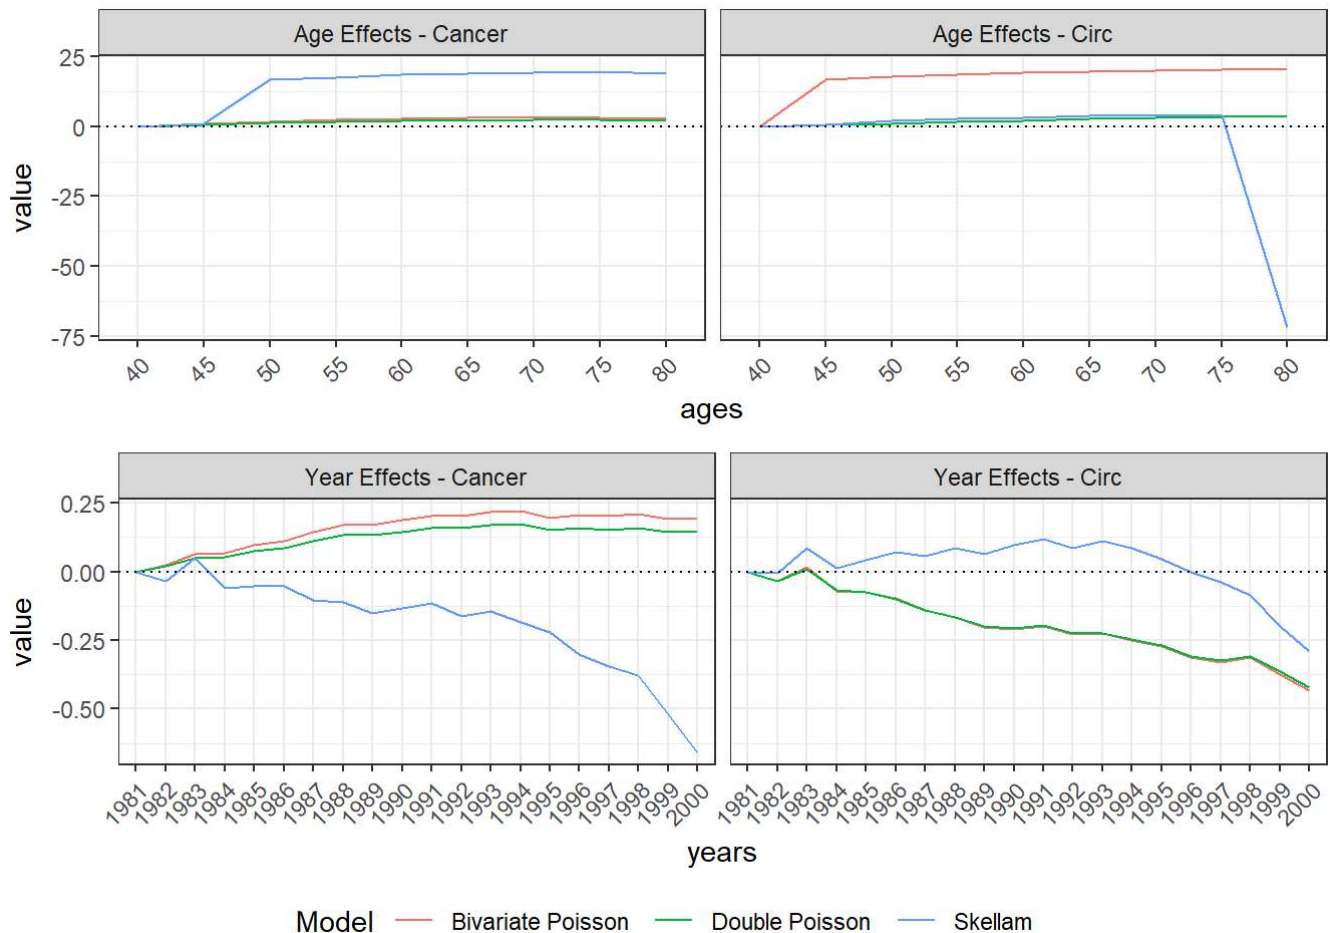 Age Effects - Cancer
Age Effects - Circ
25
0
-25
-50
-75
value
40 45 50 55 60 65 70 75 80
40 45 50 55 60 65 70 75 80
ages
Year Effects - Cancer
Year Effects - Circ
0.25
0.00
-0.25
-0.50
value
1981 1982 1983 1984 1985 1986 1987 1988 1989 1990 1991 1992 1993 1994 1995 1996 1997 1998 1999 2000
1981 1982 1983 1984 1985 1986 1987 1988 1989 1990 1991 1992 1993 1994 1995 1996 1997 1998 1999 2000
years
Model Bivariate Poisson Double Poisson Skellam